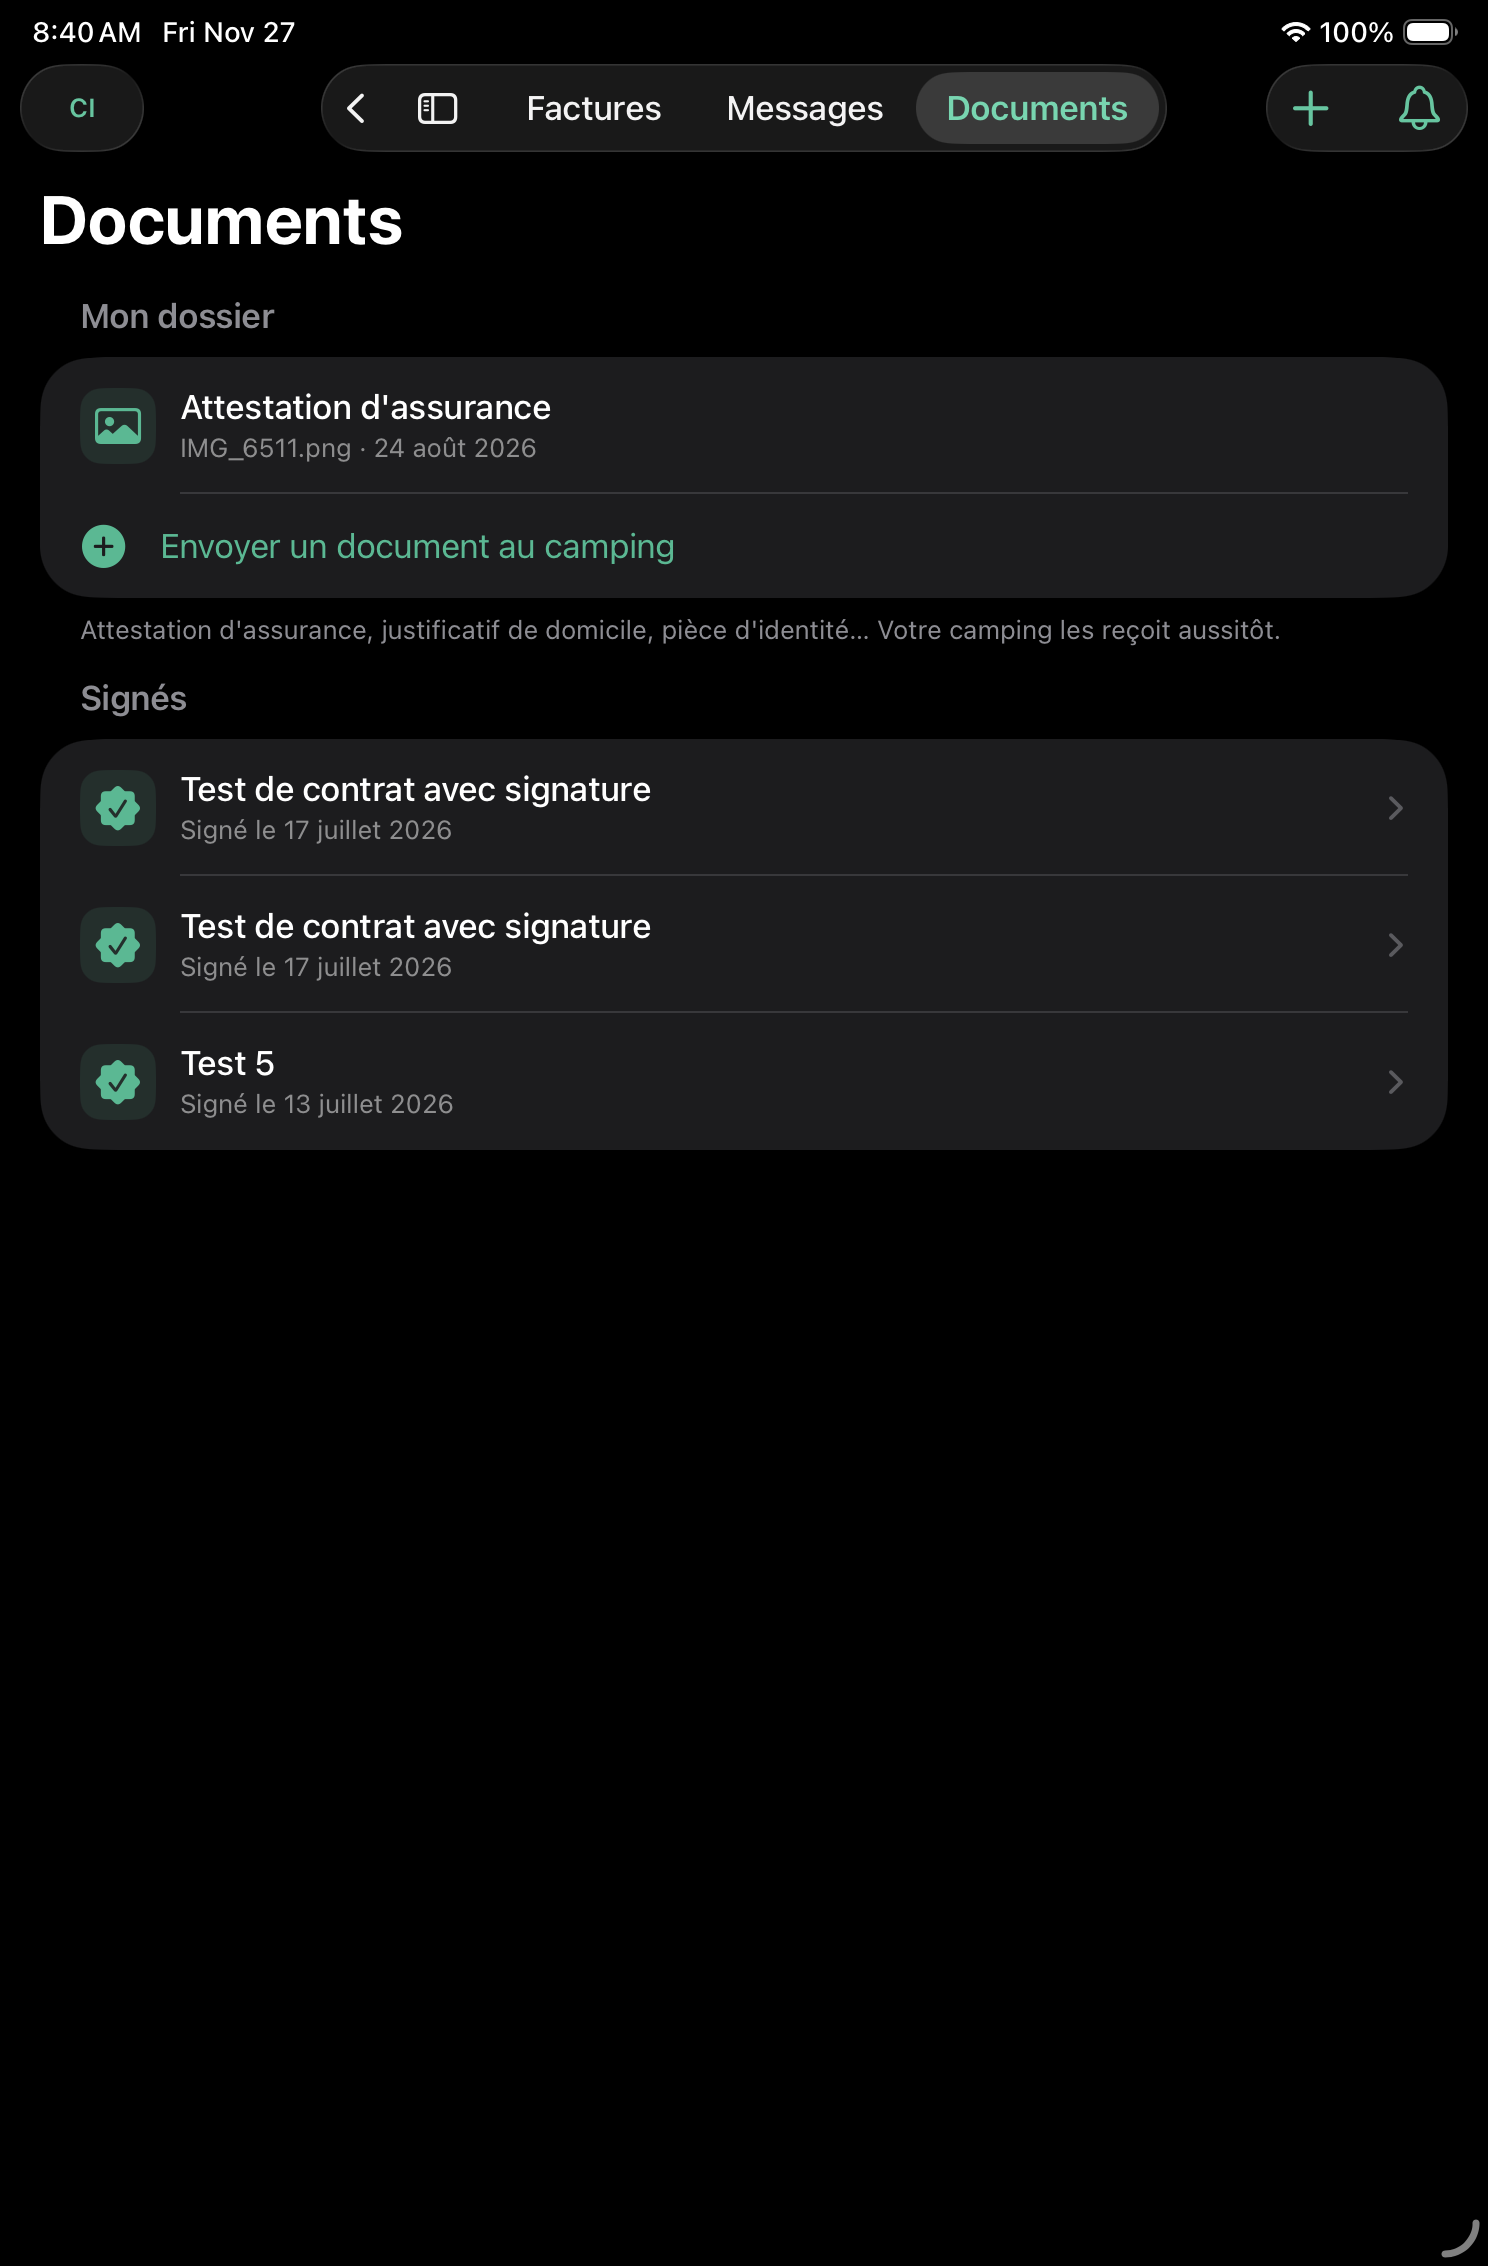 8:40 AM Fri Nov 27
100%
CI
Factures
Messages
Documents
Documents
Mon dossier
Attestation d'assurance
IMG_6511.png · 24 août 2026
Envoyer un document au camping
Attestation d'assurance, justificatif de domicile, pièce d'identité… Votre camping les reçoit aussitôt.
Signés
Test de contrat avec signature
Signé le 17 juillet 2026
Test de contrat avec signature
Signé le 17 juillet 2026
Test 5
Signé le 13 juillet 2026